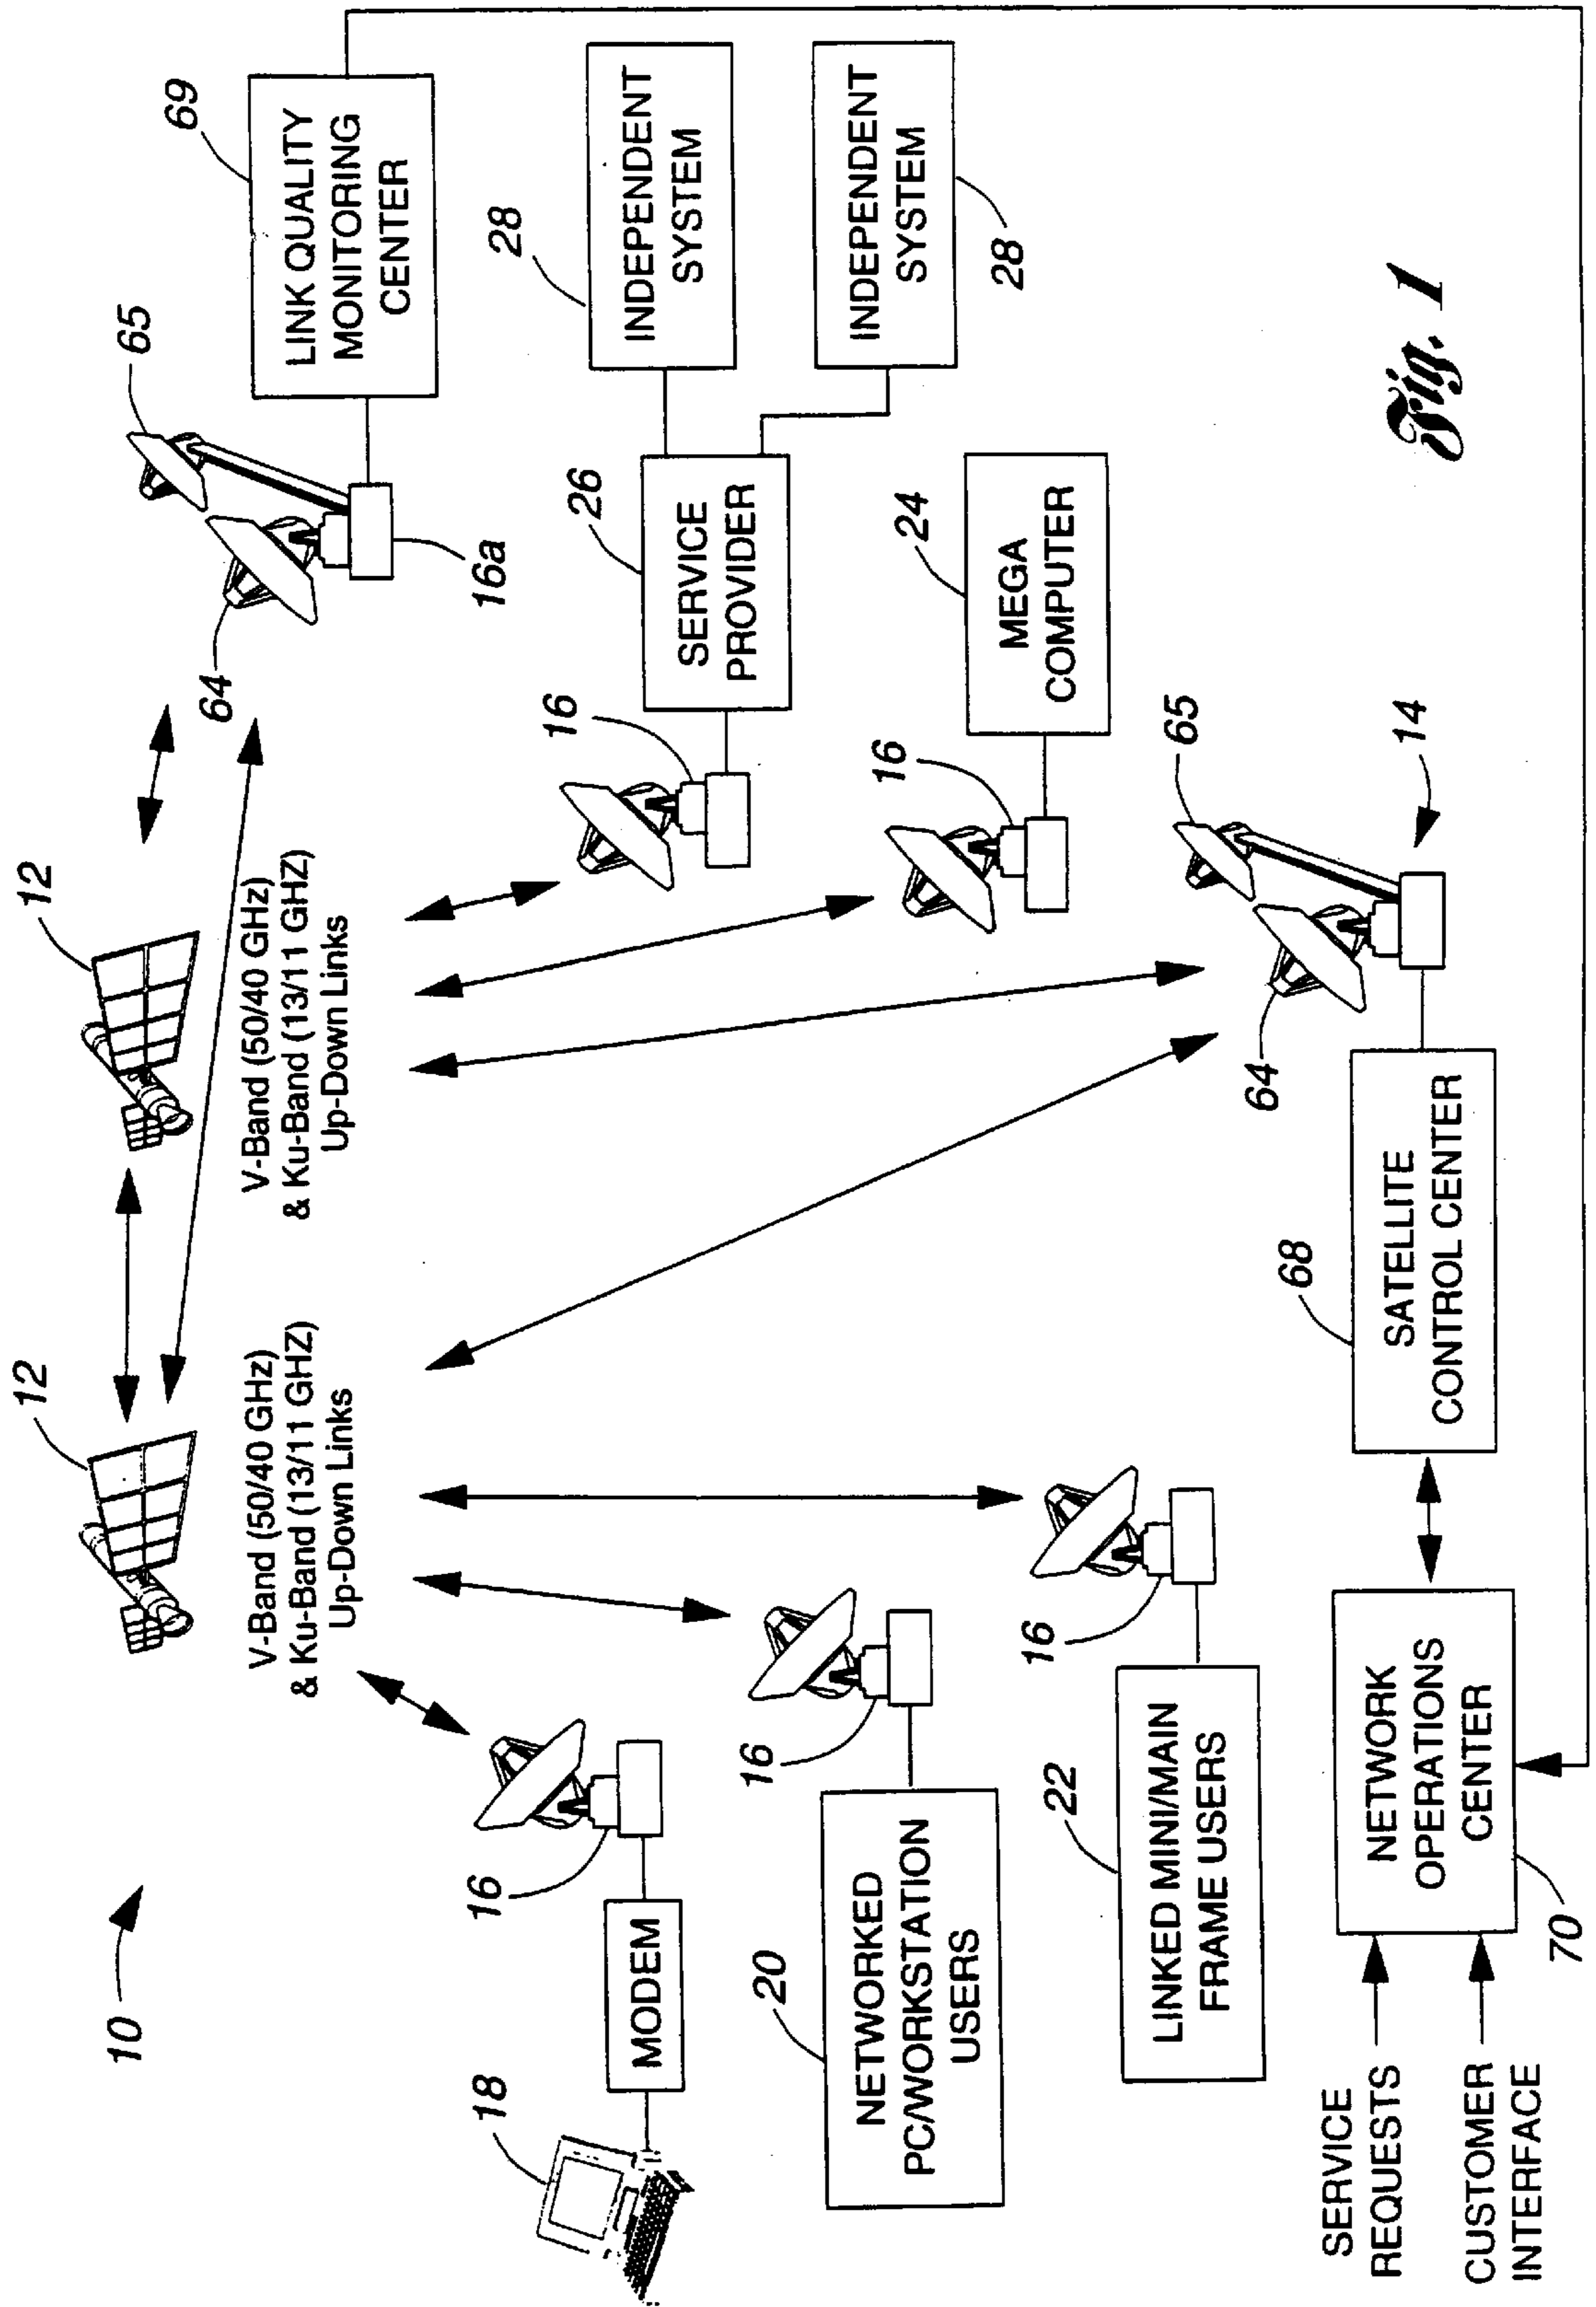 10
12
12
V-Band (50/40 GHz)
& Ku-Band (13/11 GHZ)
Up-Down Links
V-Band (50/40 GHz)
& Ku-Band (13/11 GHZ)
Up-Down Links
65
64
16a
69
LINK QUALITY
MONITORING
CENTER
18
MODEM
16
16
26
SERVICE
PROVIDER
28
INDEPENDENT
SYSTEM
INDEPENDENT
SYSTEM
28
20
NETWORKED
PC/WORKSTATION
USERS
16
16
24
MEGA
COMPUTER
22
LINKED MINI/MAIN
FRAME USERS
16
65
64
14
SERVICE
REQUESTS
CUSTOMER
INTERFACE
NETWORK
OPERATIONS
CENTER
70
68
SATELLITE
CONTROL CENTER
Fig. 1